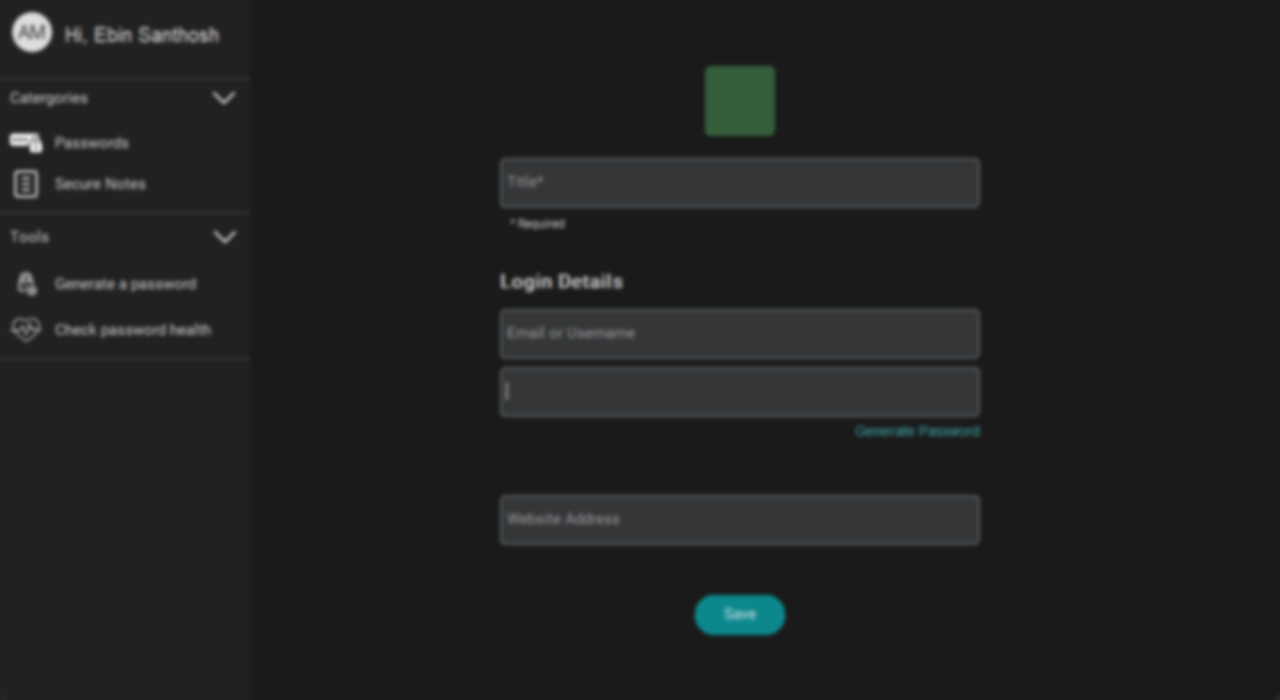 AM
Hi, Ebin Santhosh
Catergories
Passwords
Secure Notes
Tools
Generate a password
Check password health
Title*
* Required
Login Details
Email or Username
Generate Password
Website Address
Save